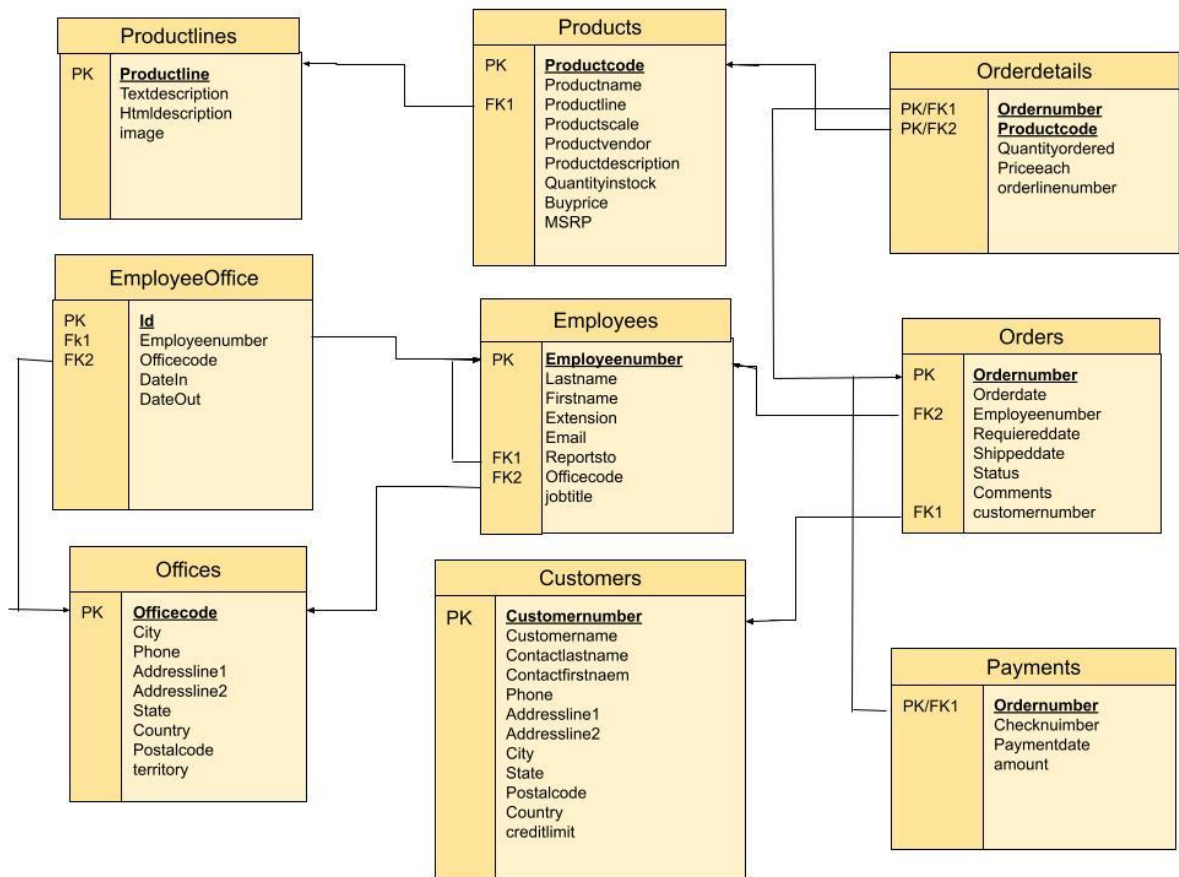 Productlines
PK
Productline
Textdescription
Htmldescription
image
Products
PK
Productcode
Productname
FK1
Productline
Productscale
Productvendor
Productdescription
Quantityinstock
Buyprice
MSRP
Orderdetails
PK/FK1
Ordernumber
PK/FK2
Productcode
Quantityordered
Priceeach
orderlinenumber
EmployeeOffice
PK
Id
Fk1
Employeenumber
FK2
Officecode
DateIn
DateOut
Employees
PK
Employeenumber
Lastname
Firstname
Extension
Email
FK1
Reportsto
FK2
Officecode
jobtitle
Orders
PK
Ordernumber
Orderdate
FK2
Employeenumber
Requiereddate
Shippeddate
Status
Comments
FK1
customernumber
Offices
PK
Officecode
City
Phone
Addressline1
Addressline2
State
Country
Postalcode
territory
Customers
PK
Customernumber
Customername
Contactlastname
Contactfirstnaem
Phone
Addressline1
Addressline2
City
State
Postalcode
Country
creditlimit
Payments
PK/FK1
Ordernumber
Checknuimber
Paymentdate
amount